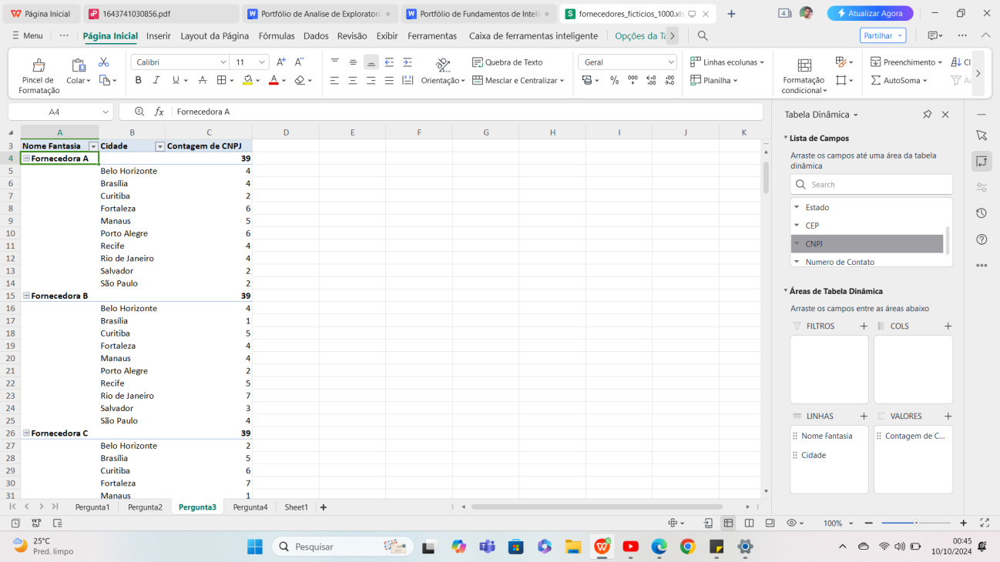 Página Inicial
1643741030856.pdf
Portfólio de Analise de Exploratori
Portfólio de Fundamentos de Inteli
fornecedores_ficticios_1000.xls
4
Atualizar Agora
Menu
Página Inicial
Inserir
Layout da Página
Fórmulas
Dados
Revisão
Exibir
Ferramentas
Caixa de ferramentas inteligente
Opções da Ta
Partilhar
Pincel de
Formatação
Colar
Calibri
11
Orientação
Quebra de Texto
Mesclar e Centralizar
Geral
Linhas ecolunas
Planilha
Formatação
condicional
Preenchimento
AutoSoma
Cl
A4
Fornecedora A
A B C D E F G H I J K
3 Nome Fantasia Cidade Contagem de CNPJ
4 Fornecedora A 39
5 Belo Horizonte 4
6 Brasília 4
7 Curitiba 2
8 Fortaleza 6
9 Manaus 5
10 Porto Alegre 6
11 Recife 4
12 Rio de Janeiro 4
13 Salvador 2
14 São Paulo 2
15 Fornecedora B 39
16 Belo Horizonte 4
17 Brasília 1
18 Curitiba 5
19 Fortaleza 4
20 Manaus 4
21 Porto Alegre 2
22 Recife 5
23 Rio de Janeiro 7
24 Salvador 3
25 São Paulo 4
26 Fornecedora C 39
27 Belo Horizonte 2
28 Brasília 5
29 Curitiba 6
30 Fortaleza 7
31 Manaus 1
Tabela Dinâmica
Lista de Campos
Arraste os campos até uma área da tabela
dinâmica
Search
Estado
CEP
CNPJ
Numero de Contato
Áreas de Tabela Dinâmica
Arraste os campos entre as áreas abaixo
FILTROS
COLS
LINHAS
VALORES
Nome Fantasia
Contagem de C...
Cidade
Pergunta1
Pergunta2
Pergunta3
Pergunta4
Sheet1
100%
25°C
Pred. limpo
Pesquisar
00:45
10/10/2024